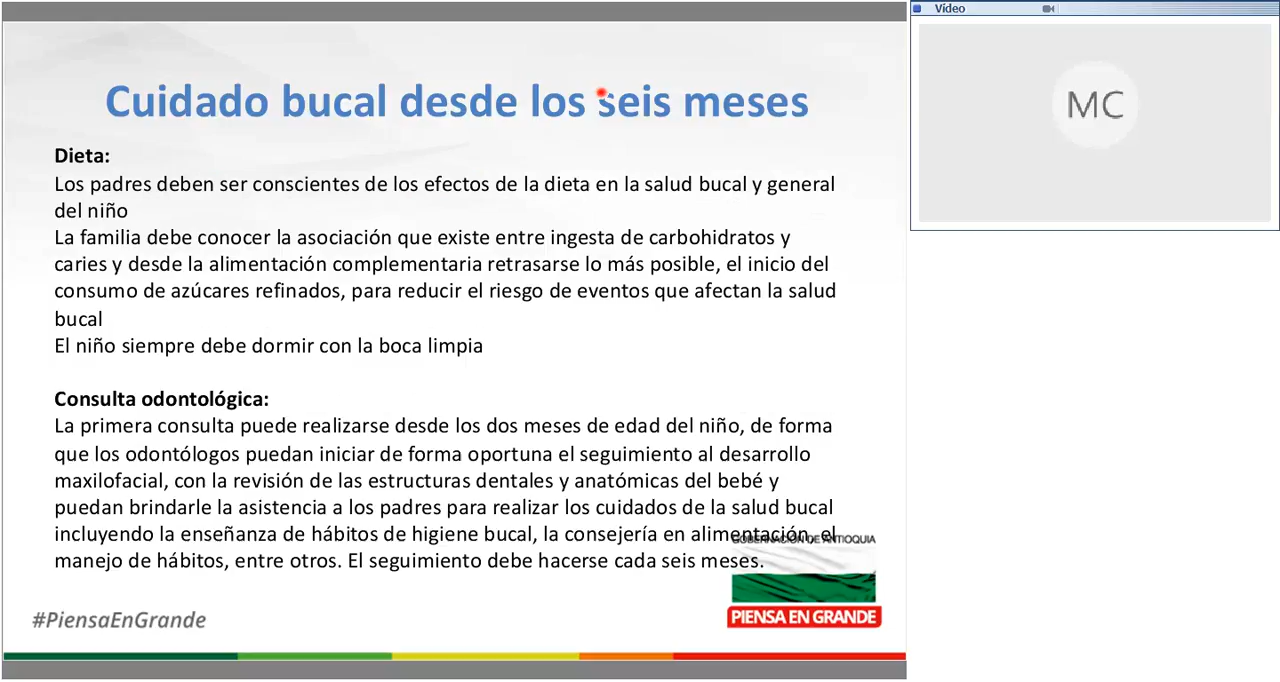 Cuidado bucal desde los seis meses
Dieta:
Los padres deben ser conscientes de los efectos de la dieta en la salud bucal y general
del niño
La familia debe conocer la asociación que existe entre ingesta de carbohidratos y
caries y desde la alimentación complementaria retrasarse lo más posible, el inicio del
consumo de azúcares refinados, para reducir el riesgo de eventos que afectan la salud
bucal
El niño siempre debe dormir con la boca limpia
Consulta odontológica:
La primera consulta puede realizarse desde los dos meses de edad del niño, de forma
que los odontólogos puedan iniciar de forma oportuna el seguimiento al desarrollo
maxilofacial, con la revisión de las estructuras dentales y anatómicas del bebé y
puedan brindarle la asistencia a los padres para realizar los cuidados de la salud bucal
incluyendo la enseñanza de hábitos de higiene bucal, la consejería en alimentación, el
manejo de hábitos, entre otros. El seguimiento debe hacerse cada seis meses.
GOBERNACIÓN DE ANTIOQUIA
PIENSA EN GRANDE
#PiensaEnGrande
Vídeo
MC